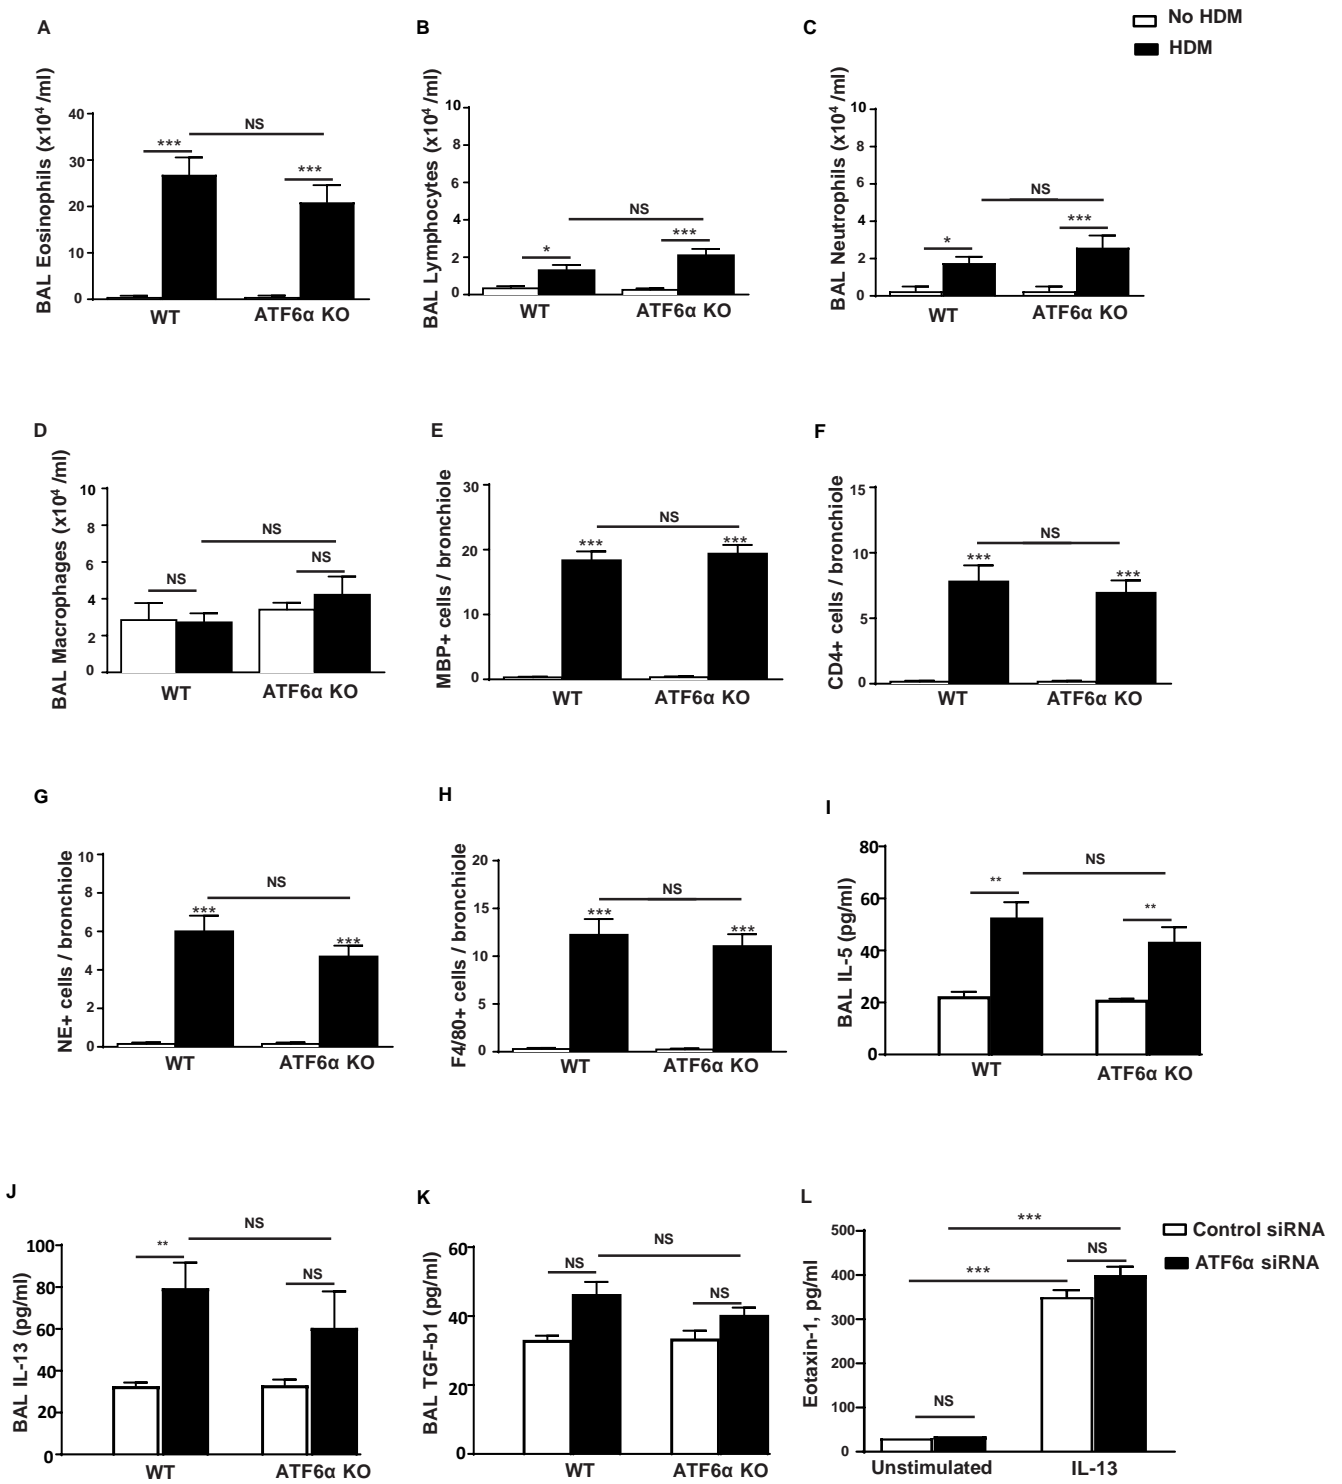 No HDM
HDM
A
BAL Eosinophils (x10⁴ /ml)
40
30
20
10
0
***
NS
***
WT
ATF6α KO
B
BAL Lymphocytes (x10⁴ /ml)
10
8
6
4
2
0
*
NS
***
WT
ATF6α KO
C
BAL Neutrophils (x10⁴ /ml)
10
8
6
4
2
0
*
NS
***
WT
ATF6α KO
D
BAL Macrophages (x10⁴ /ml)
10
8
6
4
2
0
NS
NS
NS
WT
ATF6α KO
E
MBP+ cells / bronchiole
30
20
10
0
***
NS
***
WT
ATF6α KO
F
CD4+ cells / bronchiole
15
10
5
0
***
NS
***
WT
ATF6α KO
G
NE+ cells / bronchiole
10
8
6
4
2
0
***
NS
***
WT
ATF6α KO
H
F4/80+ cells / bronchiole
20
15
10
5
0
***
NS
***
WT
ATF6α KO
I
BAL IL-5 (pg/ml)
80
60
40
20
0
**
NS
**
WT
ATF6α KO
J
BAL IL-13 (pg/ml)
100
80
60
40
20
0
**
NS
NS
WT
ATF6α KO
K
BAL TGF-b1 (pg/ml)
60
40
20
0
NS
NS
NS
WT
ATF6α KO
L
Eotaxin-1, pg/ml
500
400
300
200
100
0
***
***
NS
NS
Unstimulated
IL-13
Control siRNA
ATF6α siRNA